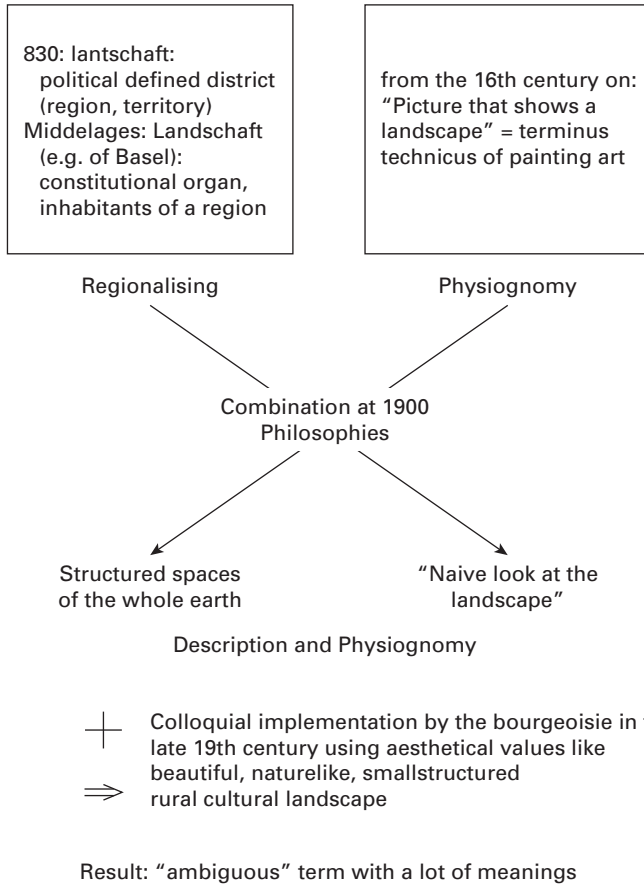 830: lantschaft:
political defined district
(region, territory)
Middelages: Landschaft
(e.g. of Basel):
constitutional organ,
inhabitants of a region
from the 16th century on:
“Picture that shows a
landscape” = terminus
technicus of painting art
Regionalising
Physiognomy
Combination at 1900
Philosophies
Structured spaces
of the whole earth
“Naive look at the
landscape”
Description and Physiognomy
Colloquial implementation by the bourgeoisie in
late 19th century using aesthetical values like
beautiful, naturelike, smallstructured
rural cultural landscape
Result: “ambiguous” term with a lot of meanings